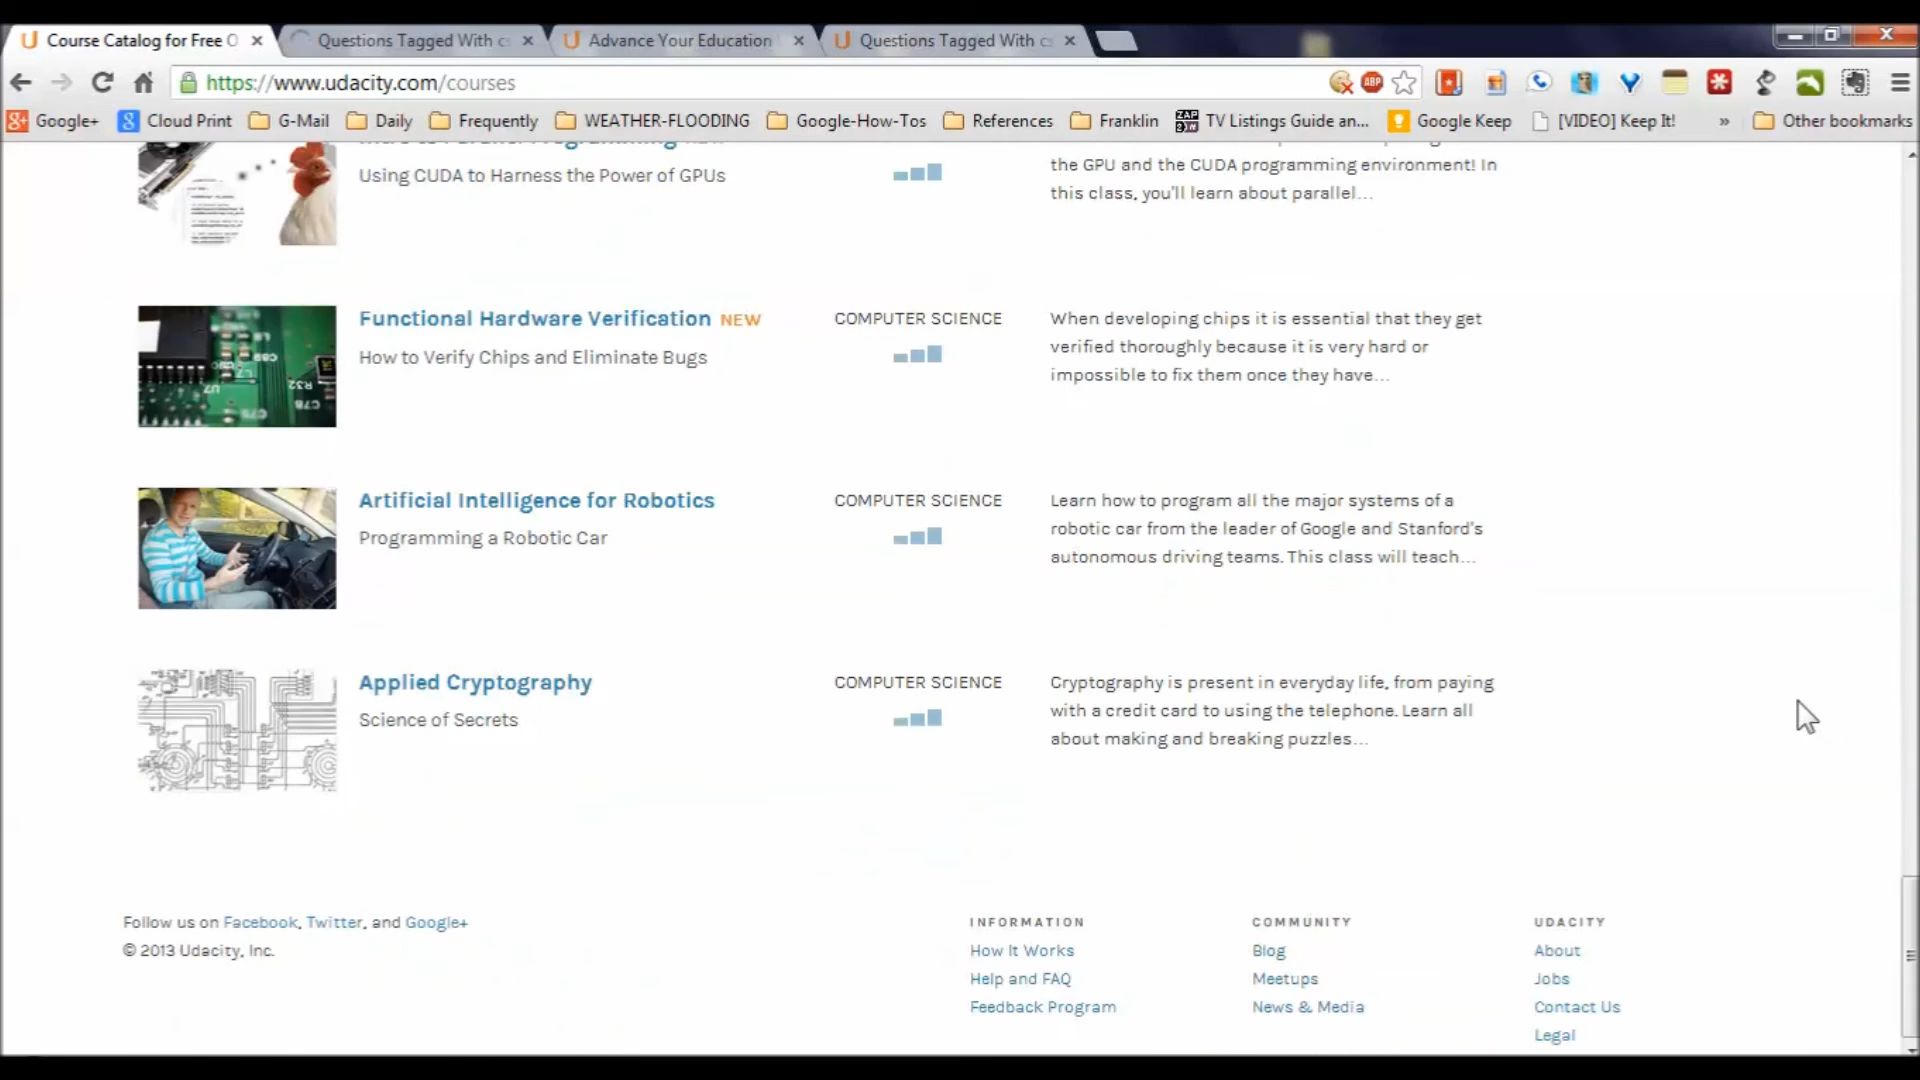 Course Catalog for Free O
Questions Tagged With cs
Advance Your Education
Questions Tagged With cs
https://www.udacity.com/courses
Google+
Cloud Print
G-Mail
Daily
Frequently
WEATHER-FLOODING
Google-How-Tos
References
Franklin
TV Listings Guide an...
Google Keep
[VIDEO] Keep It!
»
Other bookmarks
Using CUDA to Harness the Power of GPUs
the GPU and the CUDA programming environment! In
this class, you'll learn about parallel...
Functional Hardware Verification NEW
How to Verify Chips and Eliminate Bugs
COMPUTER SCIENCE
When developing chips it is essential that they get
verified thoroughly because it is very hard or
impossible to fix them once they have...
Artificial Intelligence for Robotics
Programming a Robotic Car
COMPUTER SCIENCE
Learn how to program all the major systems of a
robotic car from the leader of Google and Stanford's
autonomous driving teams. This class will teach...
Applied Cryptography
Science of Secrets
COMPUTER SCIENCE
Cryptography is present in everyday life, from paying
with a credit card to using the telephone. Learn all
about making and breaking puzzles...
Follow us on Facebook, Twitter, and Google+
© 2013 Udacity, Inc.
INFORMATION
How It Works
Help and FAQ
Feedback Program
COMMUNITY
Blog
Meetups
News & Media
UDACITY
About
Jobs
Contact Us
Legal